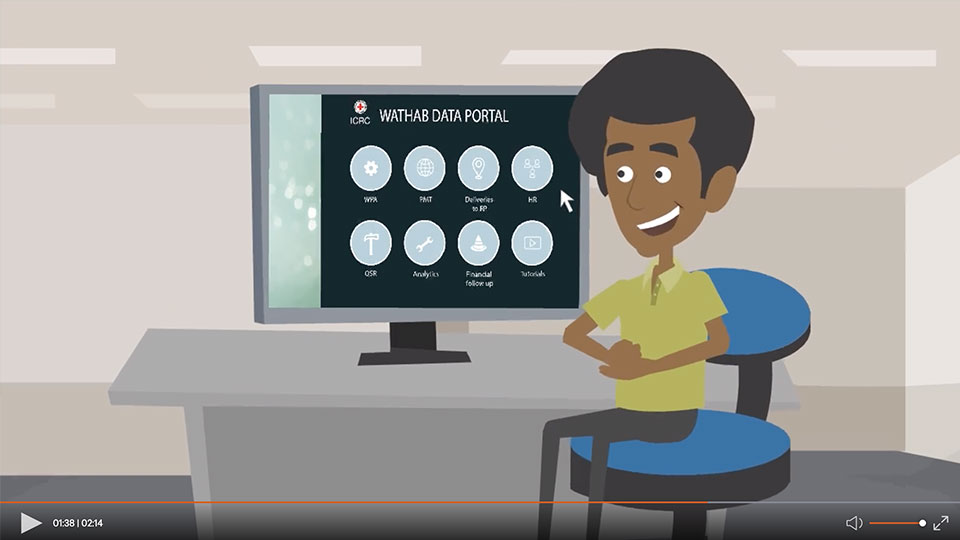 ICRC
WATHAB DATA PORTAL
WPA
PMT
Deliveries
to RP
HR
QSR
Analytics
Financial
follow up
Tutorials
01:38 | 02:14